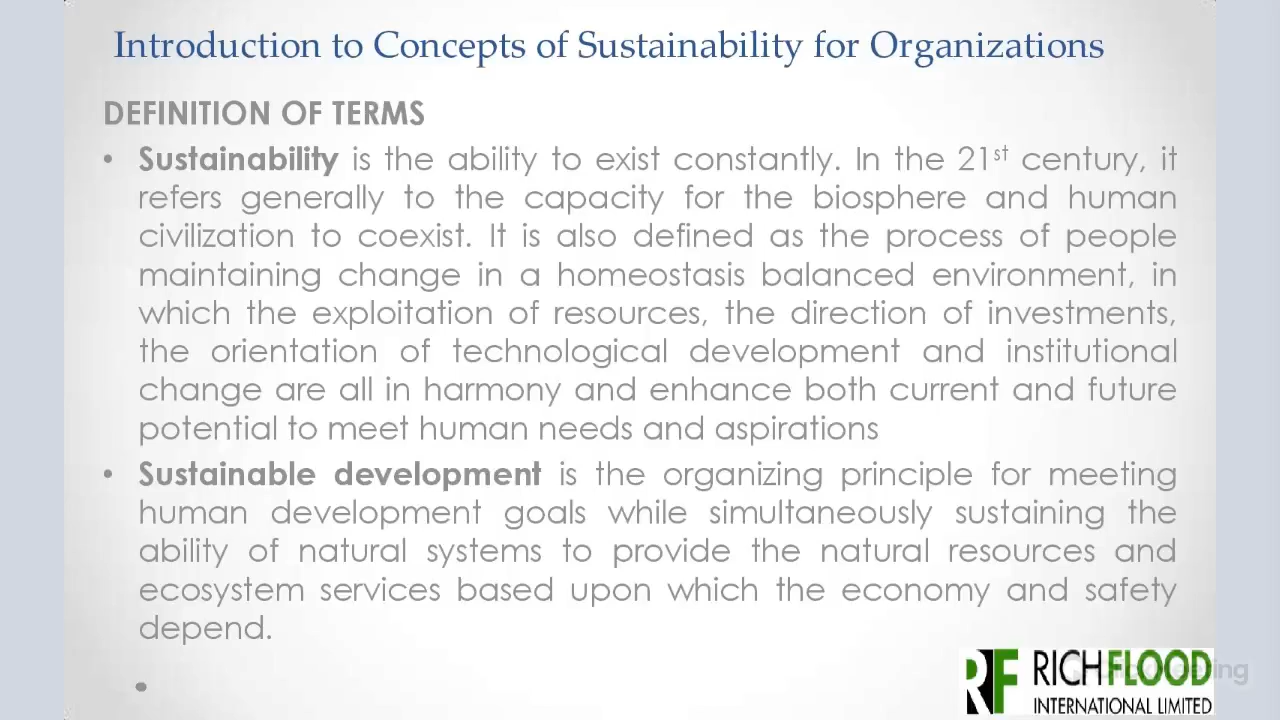 Introduction to Concepts of Sustainability for Organizations
DEFINITION OF TERMS
• Sustainability is the ability to exist constantly. In the 21st century, it
refers generally to the capacity for the biosphere and human
civilization to coexist. It is also defined as the process of people
maintaining change in a homeostasis balanced environment, in
which the exploitation of resources, the direction of investments,
the orientation of technological development and institutional
change are all in harmony and enhance both current and future
potential to meet human needs and aspirations
• Sustainable development is the organizing principle for meeting
human development goals while simultaneously sustaining the
ability of natural systems to provide the natural resources and
ecosystem services based upon which the economy and safety
depend.
RF RICHFLOOD
INTERNATIONAL LIMITED